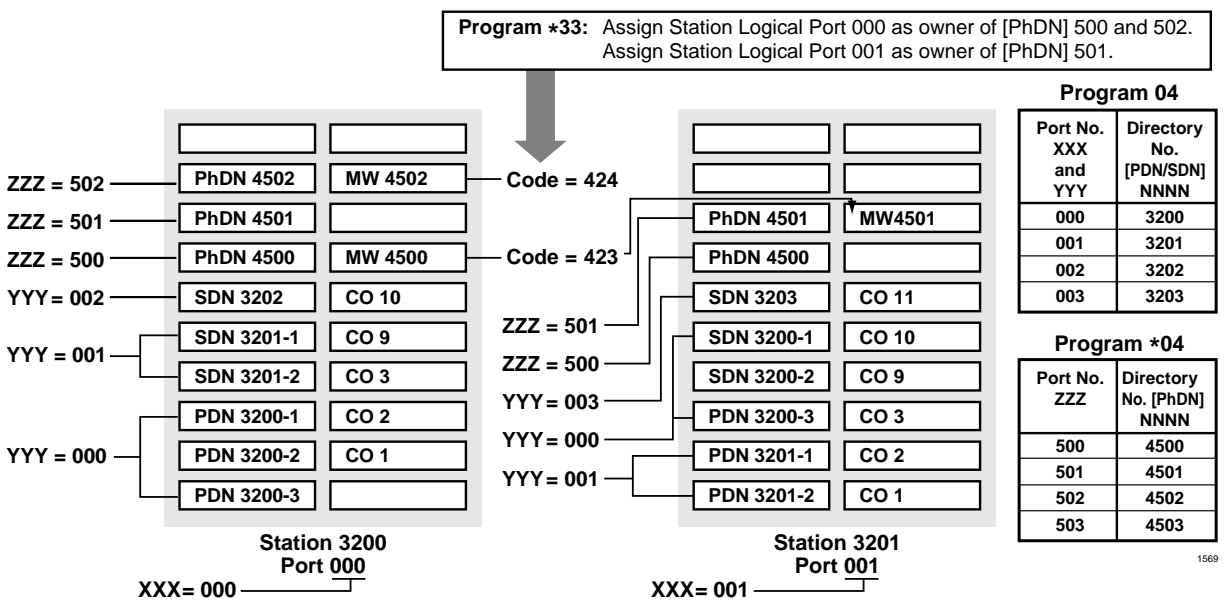 Program *33: Assign Station Logical Port 000 as owner of [PhDN] 500 and 502.
Assign Station Logical Port 001 as owner of [PhDN] 501.
ZZZ = 502
ZZZ = 501
ZZZ = 500
YYY = 002
YYY = 001
YYY = 000
PhDN 4502 MW 4502
PhDN 4501
PhDN 4500 MW 4500
SDN 3202 CO 10
SDN 3201-1 CO 9
SDN 3201-2 CO 3
PDN 3200-1 CO 2
PDN 3200-2 CO 1
PDN 3200-3
Station 3200
Port 000
XXX= 000
Code = 424
Code = 423
ZZZ = 501
ZZZ = 500
YYY = 003
YYY = 000
YYY = 001
PhDN 4501 MW4501
PhDN 4500
SDN 3203 CO 11
SDN 3200-1 CO 10
SDN 3200-2 CO 9
PDN 3200-3 CO 3
PDN 3201-1 CO 2
PDN 3201-2 CO 1
Station 3201
Port 001
XXX= 001
Program 04
Port No. XXX and YYY Directory No. [PDN/SDN] NNNN
000 3200
001 3201
002 3202
003 3203
Program *04
Port No. ZZZ Directory No. [PhDN] NNNN
500 4500
501 4501
502 4502
503 4503
1569